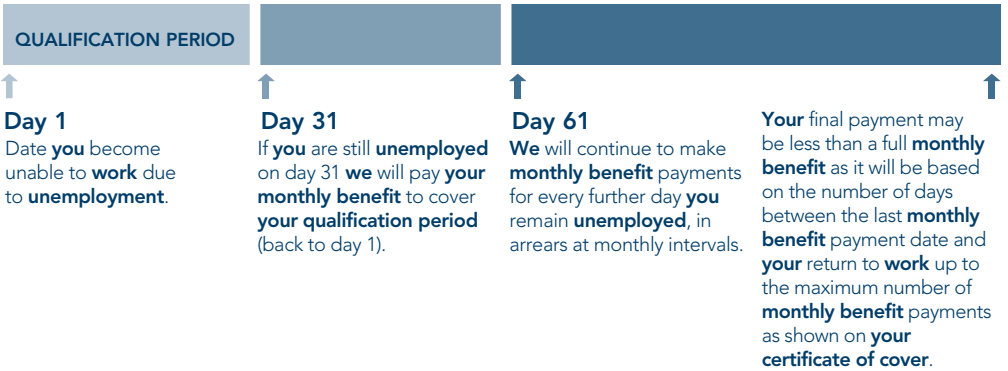 QUALIFICATION PERIOD
Day 1
Date you become
unable to work due
to unemployment.
Day 31
If you are still unemployed
on day 31 we will pay your
monthly benefit to cover
your qualification period
(back to day 1).
Day 61
We will continue to make
monthly benefit payments
for every further day you
remain unemployed, in
arrears at monthly intervals.
Your final payment may
be less than a full monthly
benefit as it will be based
on the number of days
between the last monthly
benefit payment date and
your return to work up to
the maximum number of
monthly benefit payments
as shown on your
certificate of cover.